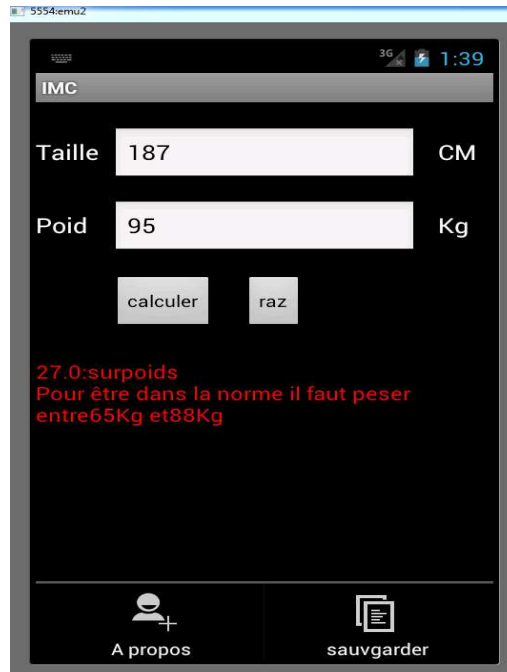 5554:emu2
3G 1:39
IMC
Taille 187 CM
Poid 95 Kg
calculer raz
27.0:surpoids
Pour être dans la norme il faut peser
entre65Kg et88Kg
A propos sauvgarder